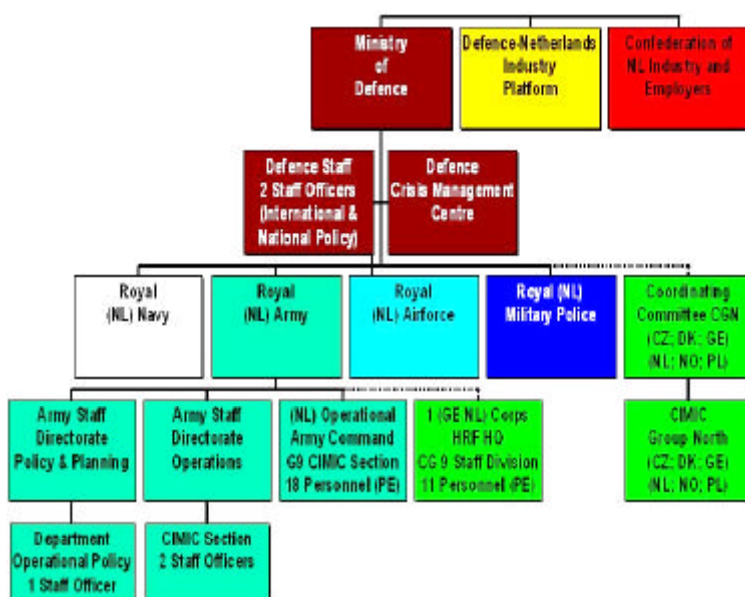 Ministry
of
Defence
Defence-Netherlands
Industry
Platform
Confederation of
NL Industry and
Employers
Defence Staff
2 Staff Officers
(International &
National Policy)
Defence
Crisis Management
Centre
Royal
(NL) Navy
Royal
(NL) Army
Royal
(NL) Airforce
Royal (NL)
Military Police
Coordinating
Committee CGN
(CZ; DK; GE)
(NL; NO; PL)
Army Staff
Directorate
Policy & Planning
Army Staff
Directorate
Operations
(NL) Operational
Army Command
G9 CIMIC Section
18 Personnel (PE)
1 (GE NL) Corps
HRF HQ
CG 9 Staff Division
11 Personnel (PE)
CIMIC
Group North
(CZ; DK; GE)
(NL; NO; PL)
Department
Operational Policy
1 Staff Officer
CIMIC Section
2 Staff Officers